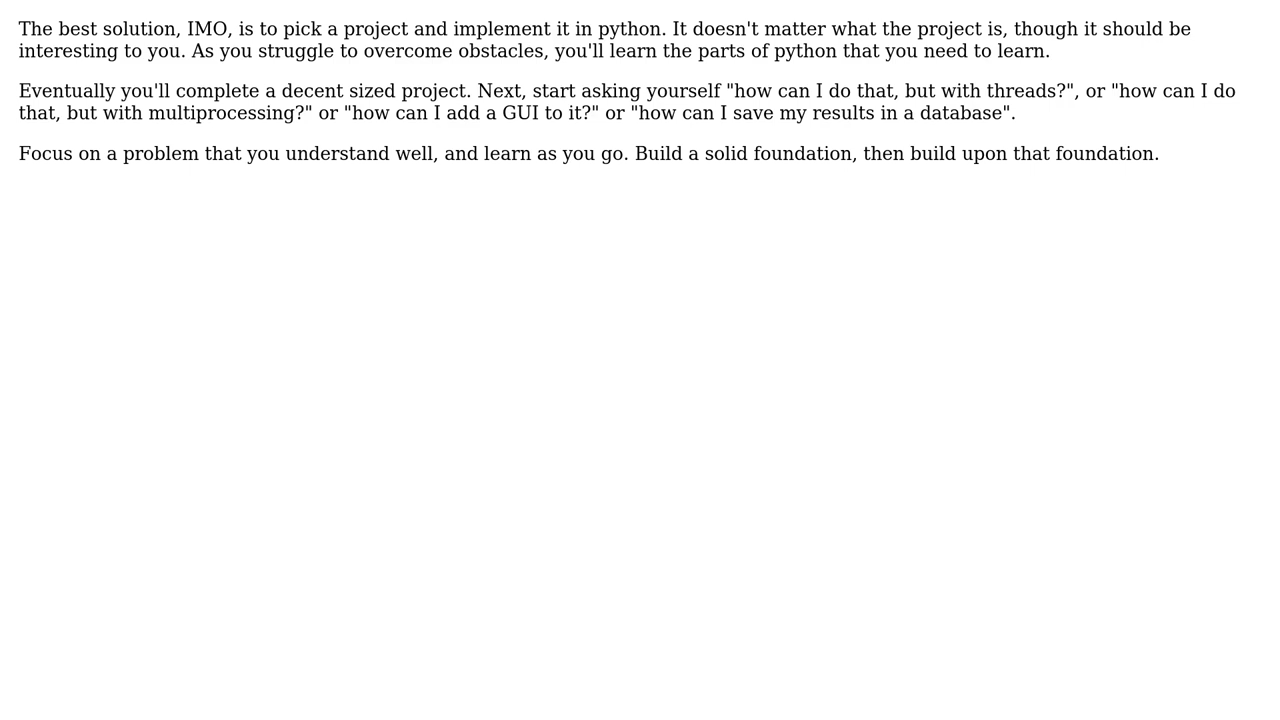 The best solution, IMO, is to pick a project and implement it in python. It doesn't matter what the project is, though it should be
interesting to you. As you struggle to overcome obstacles, you'll learn the parts of python that you need to learn.
Eventually you'll complete a decent sized project. Next, start asking yourself "how can I do that, but with threads?", or "how can I do
that, but with multiprocessing?" or "how can I add a GUI to it?" or "how can I save my results in a database".
Focus on a problem that you understand well, and learn as you go. Build a solid foundation, then build upon that foundation.